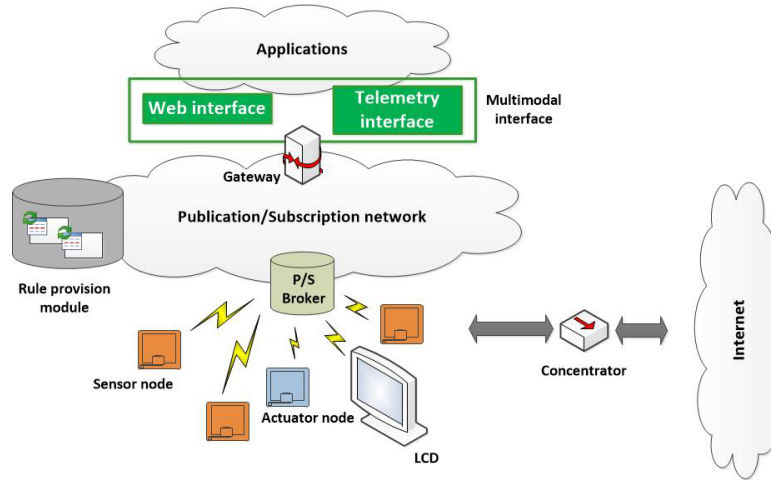 Applications
Web interface
Telemetry
interface
Multimodal
interface
Gateway
Publication/Subscription network
Rule provision
module
P/S
Broker
Sensor node
Actuator node
LCD
Concentrator
Internet